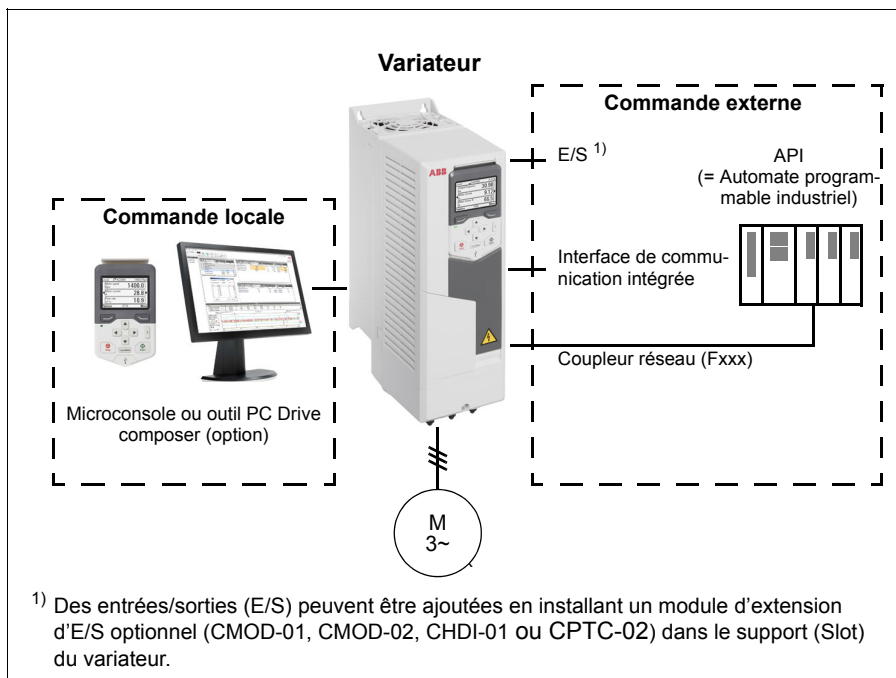 Variateur
Commande externe
E/S 1)
API
(= Automate program-
mable industriel)
ABB
Commande locale
Interface de commu-
nication intégrée
Coupleur réseau (Fxxx)
Microconsole ou outil PC Drive
composer (option)
M
3~
1) Des entrées/sorties (E/S) peuvent être ajoutées en installant un module d’extension
d’E/S optionnel (CMOD-01, CMOD-02, CHDI-01 ou CPTC-02) dans le support (Slot)
du variateur.